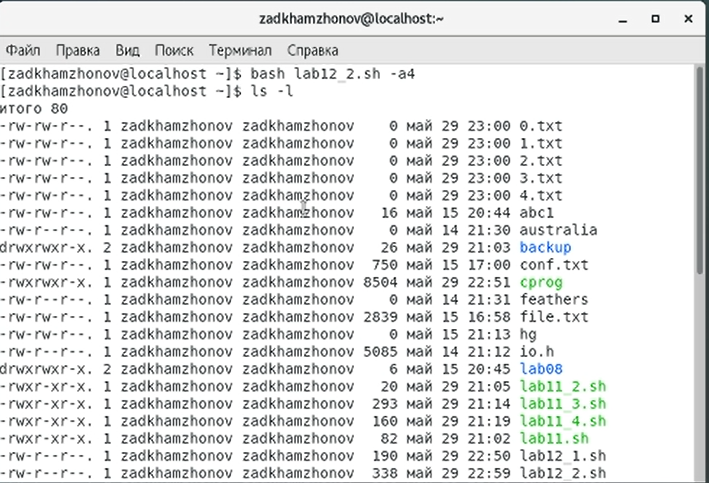 zadkhamzhonov@localhost:~
Файл Правка Вид Поиск Терминал Справка
[zadkhamzhonov@localhost ~]$ bash lab12_2.sh -a4
[zadkhamzhonov@localhost ~]$ ls -l
итого 80
-rw-rw-r--. 1 zadkhamzhonov zadkhamzhonov 0 май 29 23:00 0.txt
-rw-rw-r--. 1 zadkhamzhonov zadkhamzhonov 0 май 29 23:00 1.txt
-rw-rw-r--. 1 zadkhamzhonov zadkhamzhonov 0 май 29 23:00 2.txt
-rw-rw-r--. 1 zadkhamzhonov zadkhamzhonov 0 май 29 23:00 3.txt
-rw-rw-r--. 1 zadkhamzhonov zadkhamzhonov 0 май 29 23:00 4.txt
-rw-rw-r--. 1 zadkhamzhonov zadkhamzhonov 16 май 15 20:44 abc1
-rw-r--r--. 1 zadkhamzhonov zadkhamzhonov 0 май 14 21:30 australia
drwxrwxr-x. 2 zadkhamzhonov zadkhamzhonov 26 май 29 21:03 backup
-rw-rw-r--. 1 zadkhamzhonov zadkhamzhonov 750 май 15 17:00 conf.txt
-rwxrwxr-x. 1 zadkhamzhonov zadkhamzhonov 8504 май 29 22:51 cprog
-rw-r--r--. 1 zadkhamzhonov zadkhamzhonov 0 май 14 21:31 feathers
-rw-rw-r--. 1 zadkhamzhonov zadkhamzhonov 2839 май 15 16:58 file.txt
-rw-rw-r--. 1 zadkhamzhonov zadkhamzhonov 0 май 15 21:13 hg
-rw-r--r--. 1 zadkhamzhonov zadkhamzhonov 5085 май 14 21:12 io.h
drwxrwxr-x. 2 zadkhamzhonov zadkhamzhonov 6 май 15 20:45 lab08
-rwxr-xr-x. 1 zadkhamzhonov zadkhamzhonov 20 май 29 21:05 lab11_2.sh
-rwxr-xr-x. 1 zadkhamzhonov zadkhamzhonov 293 май 29 21:14 lab11_3.sh
-rwxr-xr-x. 1 zadkhamzhonov zadkhamzhonov 160 май 29 21:19 lab11_4.sh
-rwxr-xr-x. 1 zadkhamzhonov zadkhamzhonov 82 май 29 21:02 lab11.sh
-rw-r--r--. 1 zadkhamzhonov zadkhamzhonov 190 май 29 22:50 lab12_1.sh
-rw-r--r--. 1 zadkhamzhonov zadkhamzhonov 338 май 29 22:59 lab12_2.sh